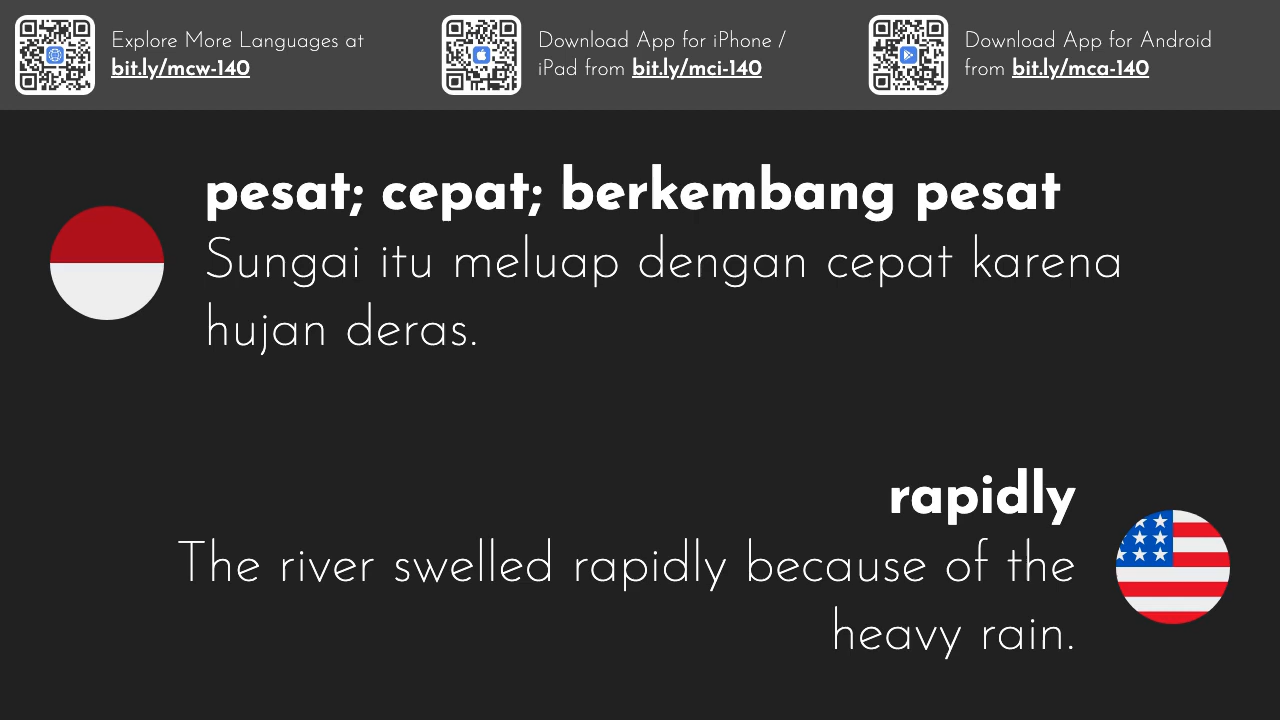 Explore More Languages at
bit.ly/mcw-140
Download App for iPhone /
iPad from bit.ly/mci-140
Download App for Android
from bit.ly/mca-140
pesat; cepat; berkembang pesat
Sungai itu meluap dengan cepat karena
hujan deras.
rapidly
The river swelled rapidly because of the
heavy rain.